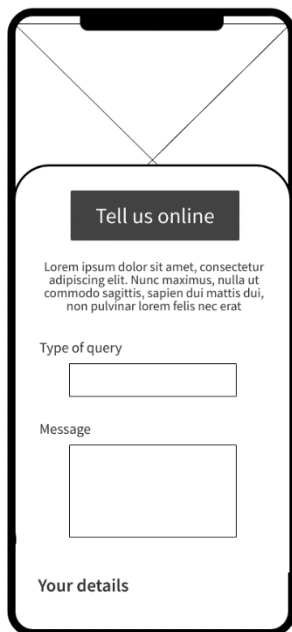 Tell us online
Lorem ipsum dolor sit amet, consectetur
adipiscing elit. Nunc maximus, nulla ut
commodo sagittis, sapien dui mattis dui,
non pulvinar lorem felis nec erat
Type of query
Message
Your details